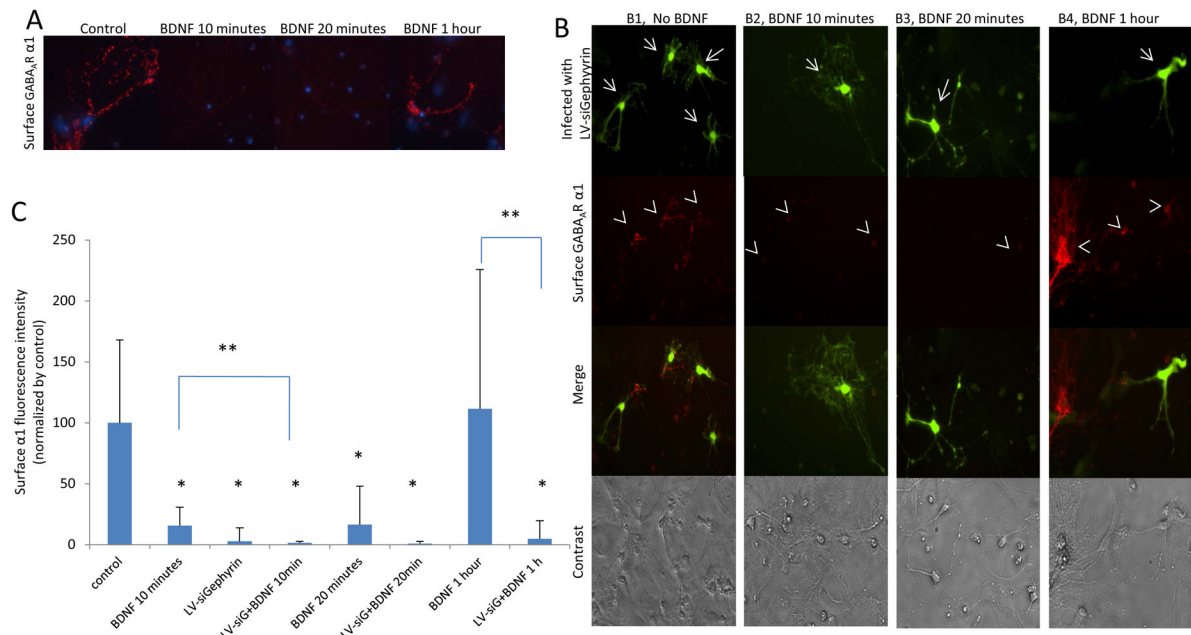 A
Control
BDNF 10 minutes
BDNF 20 minutes
BDNF 1 hour
Surface GABAAR α1
B
B1, No BDNF
B2, BDNF 10 minutes
B3, BDNF 20 minutes
B4, BDNF 1 hour
Infected with
LV-siGephyyrin
Surface GABAAR α1
Merge
Contrast
C
Surface α1 fluorescence intensity
(normalized by control)
250
200
150
100
50
0
**
**
*
*
*
*
*
*
control
BDNF 10 minutes
LV-siGephyrin
LV-siG+BDNF 10min
BDNF 20 minutes
LV-siG+BDNF 20min
BDNF 1 hour
LV-siG+BDNF 1 h